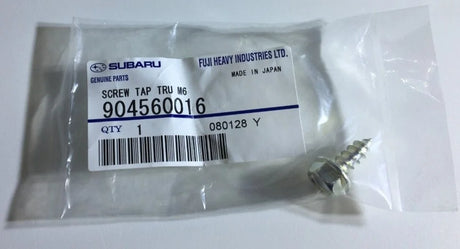 SUBARU
GENUINE PARTS
FUJI HEAVY INDUSTRIES LTD.
MADE IN JAPAN
SCREW TAP TRU M6
904560016
QTY 1
080128 Y